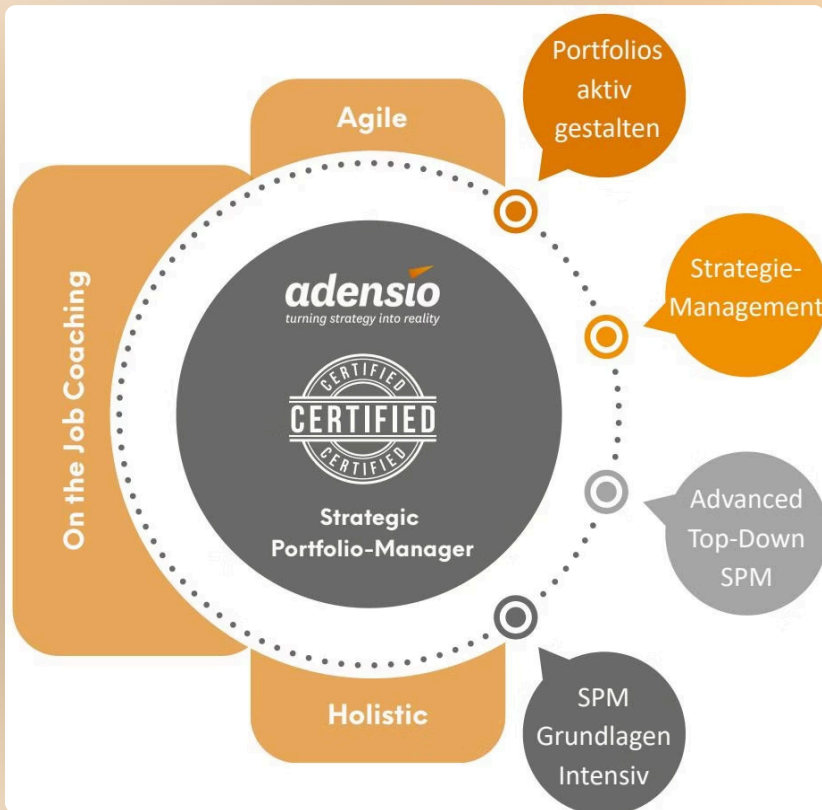 Agile
Portfolios
aktiv
gestalten
On the Job Coaching
adensio
turning strategy into reality
CERTIFIED
CERTIFIED
CERTIFIED
Strategic
Portfolio-Manager
Strategie-
Management
Advanced
Top-Down
SPM
Holistic
SPM
Grundlagen
Intensiv